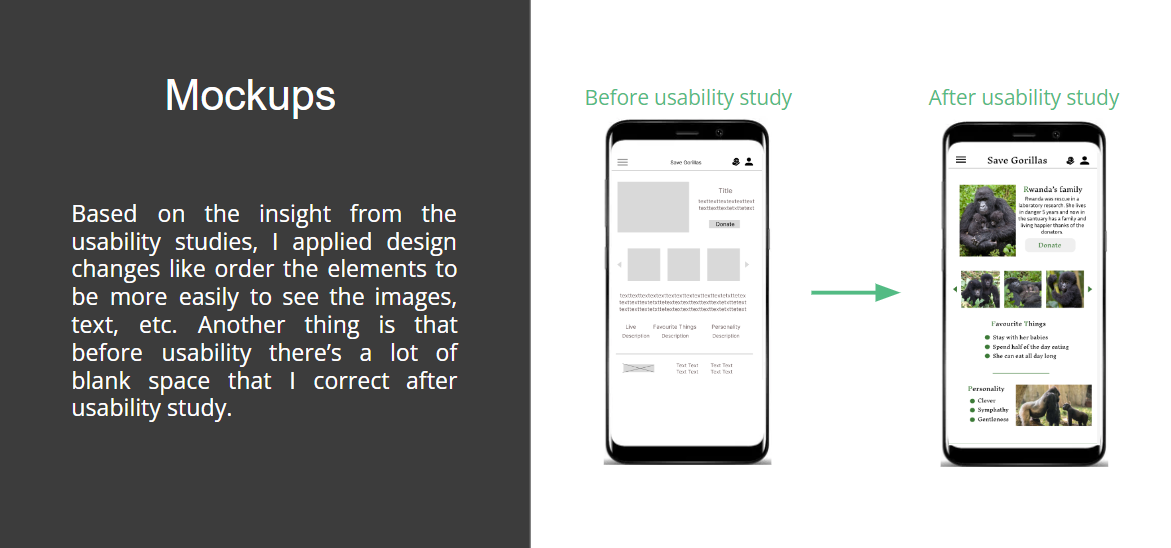 Mockups
Based on the insight from the
usability studies, I applied design
changes like order the elements to
be more easily to see the images,
text, etc. Another thing is that
before usability there's a lot of
blank space that I correct after
usability study.
Before usability study
Save Gorillas
Title
Donate
Live Favourite Things Personality
Description Description Description
Text Text Text Text
Text Text Text Text
After usability study
Save Gorillas
Rwanda's family
Rwanda was rescue in a
laboratory research. She lives
in danger 5 years and now in
the santuary has a family and
living happier thanks of the
donators.
Donate
Favourite Things
Stay with her babies
Spend half of the day eating
She can eat all day long
Personality
Clever
Sympathy
Gentleness